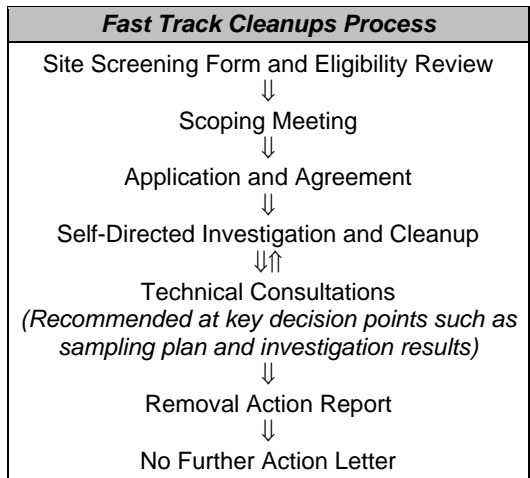 Fast Track Cleanups Process
Site Screening Form and Eligibility Review
⇓
Scoping Meeting
⇓
Application and Agreement
⇓
Self-Directed Investigation and Cleanup
⇓⇑
Technical Consultations
(Recommended at key decision points such as
sampling plan and investigation results)
⇓
Removal Action Report
⇓
No Further Action Letter